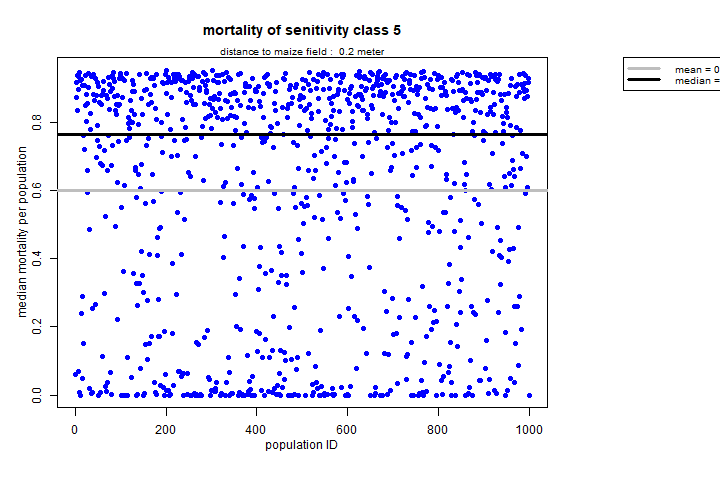 mortality of senitivity class 5
distance to maize field : 0.2 meter
mean = 0
median =
median mortality per population
0.8
0.6
0.4
0.2
0.0
0 200 400 600 800 1000
population ID